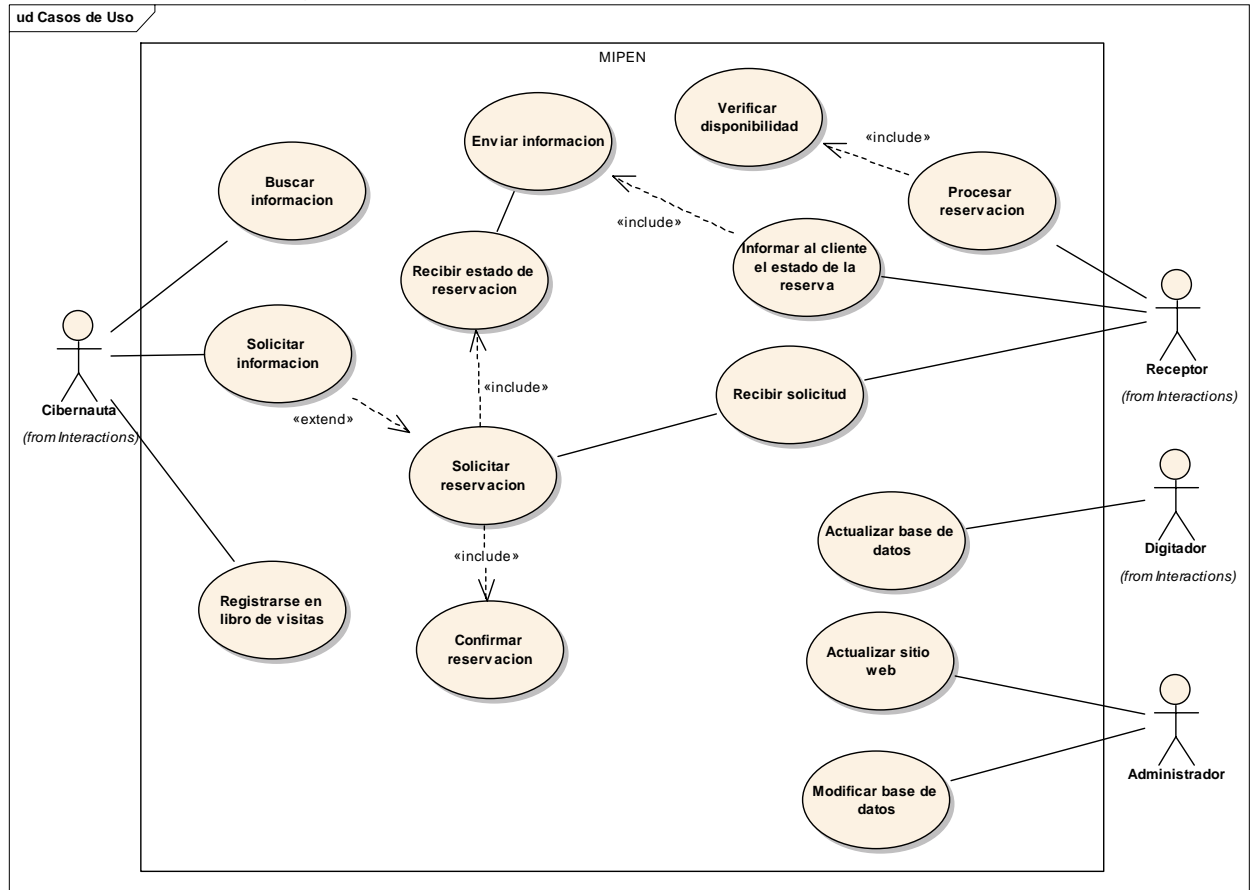 ud Casos de Uso
MIPEN
Verificar
disponibilidad
Enviar informacion
«include»
Buscar
informacion
Procesar
reservacion
«include»
Informar al cliente
el estado de la
reserva
Recibir estado de
reservacion
Solicitar
informacion
Receptor
(from Interactions)
«include»
Recibir solicitud
Cibernauta
(from Interactions)
«extend»
Solicitar
reservacion
Actualizar base de
datos
Digitador
(from Interactions)
«include»
Registrarse en
libro de visitas
Confirmar
reservacion
Actualizar sitio
web
Administrador
Modificar base de
datos